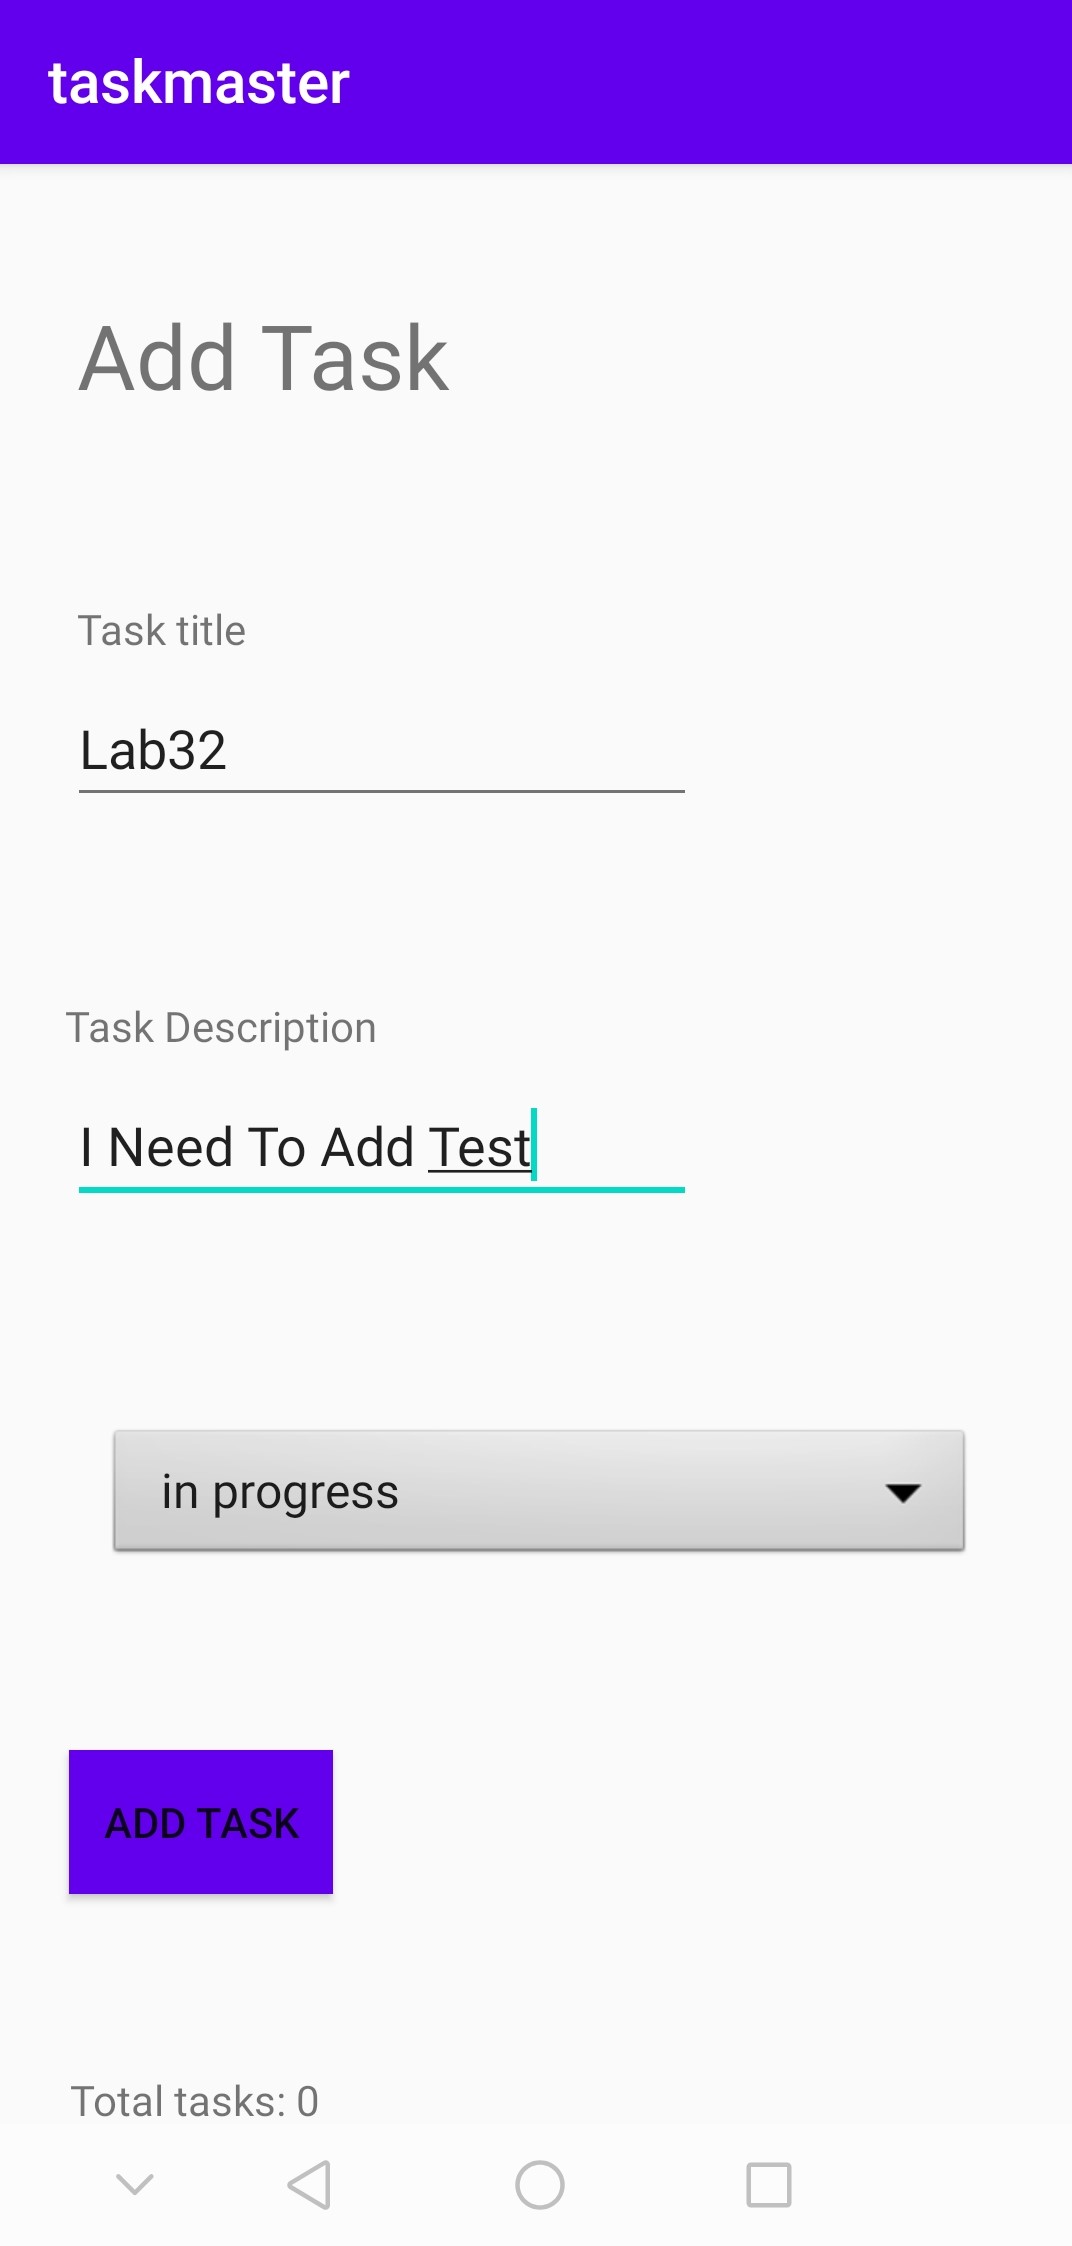 taskmaster
Add Task
Task title
Lab32
Task Description
I Need To Add Test
in progress
ADD TASK
Total tasks: 0